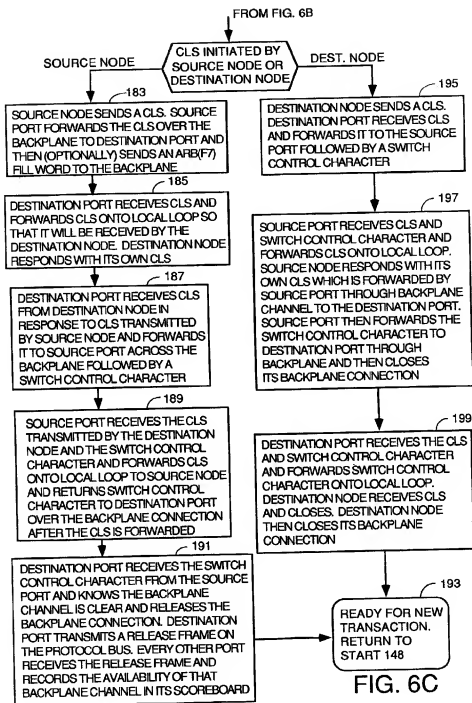 FROM FIG. 6B
CLS INITIATED BY
SOURCE NODE OR
DESTINATION NODE
SOURCE NODE
DEST. NODE
183
SOURCE NODE SENDS A CLS. SOURCE
PORT FORWARDS THE CLS OVER THE
BACKPLANE TO DESTINATION PORT AND
THEN (OPTIONALLY) SENDS AN ARB(F7)
FILL WORD TO THE BACKPLANE
185
DESTINATION PORT RECEIVES CLS AND
FORWARDS CLS ONTO LOCAL LOOP SO
THAT IT WILL BE RECEIVED BY THE
DESTINATION NODE. DESTINATION NODE
RESPONDS WITH ITS OWN CLS
187
DESTINATION PORT RECEIVES CLS
FROM DESTINATION NODE IN
RESPONSE TO CLS TRANSMITTED
BY SOURCE NODE AND FORWARDS
IT TO SOURCE PORT ACROSS THE
BACKPLANE FOLLOWED BY A
SWITCH CONTROL CHARACTER
189
SOURCE PORT RECEIVES THE CLS
TRANSMITTED BY THE DESTINATION
NODE AND THE SWITCH CONTROL
CHARACTER AND FORWARDS CLS
ONTO LOCAL LOOP TO SOURCE NODE
AND RETURNS SWITCH CONTROL
CHARACTER TO DESTINATION PORT
OVER THE BACKPLANE CONNECTION
AFTER THE CLS IS FORWARDED
191
DESTINATION PORT RECEIVES THE SWITCH
CONTROL CHARACTER FROM THE SOURCE
PORT AND KNOWS THE BACKPLANE
CHANNEL IS CLEAR AND RELEASES THE
BACKPLANE CONNECTION. DESTINATION
PORT TRANSMITS A RELEASE FRAME ON
THE PROTOCOL BUS. EVERY OTHER PORT
RECEIVES THE RELEASE FRAME AND
RECORDS THE AVAILABILITY OF THAT
BACKPLANE CHANNEL IN ITS SCOREBOARD
195
DESTINATION NODE SENDS A CLS.
DESTINATION PORT RECEIVES CLS
AND FORWARDS IT TO THE SOURCE
PORT FOLLOWED BY A SWITCH
CONTROL CHARACTER
197
SOURCE PORT RECEIVES CLS AND
SWITCH CONTROL CHARACTER AND
FORWARDS CLS ONTO LOCAL LOOP.
SOURCE NODE RESPONDS WITH ITS
OWN CLS WHICH IS FORWARDED BY
SOURCE PORT THROUGH BACKPLANE
CHANNEL TO THE DESTINATION PORT.
SOURCE PORT THEN FORWARDS THE
SWITCH CONTROL CHARACTER TO
DESTINATION PORT THROUGH
BACKPLANE AND THEN CLOSES
ITS BACKPLANE CONNECTION
199
DESTINATION PORT RECEIVES THE CLS
AND SWITCH CONTROL CHARACTER
AND FORWARDS SWITCH CONTROL
CHARACTER ONTO LOCAL LOOP.
DESTINATION NODE RECEIVES CLS
AND CLOSES. DESTINATION NODE
THEN CLOSES ITS BACKPLANE
CONNECTION
193
READY FOR NEW
TRANSACTION.
RETURN TO
START 148
FIG. 6C